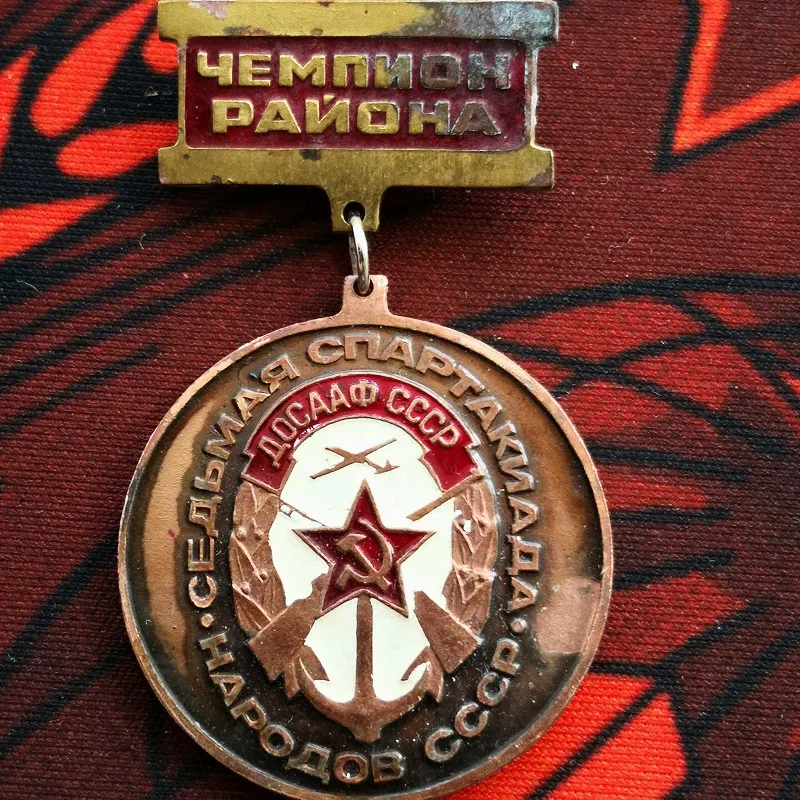 ЧЕМПИОН
РАЙОНА
СЕДЬМАЯ СПАРТАКИАДА
ДОСААФ СССР
НАРОДОВ СССР